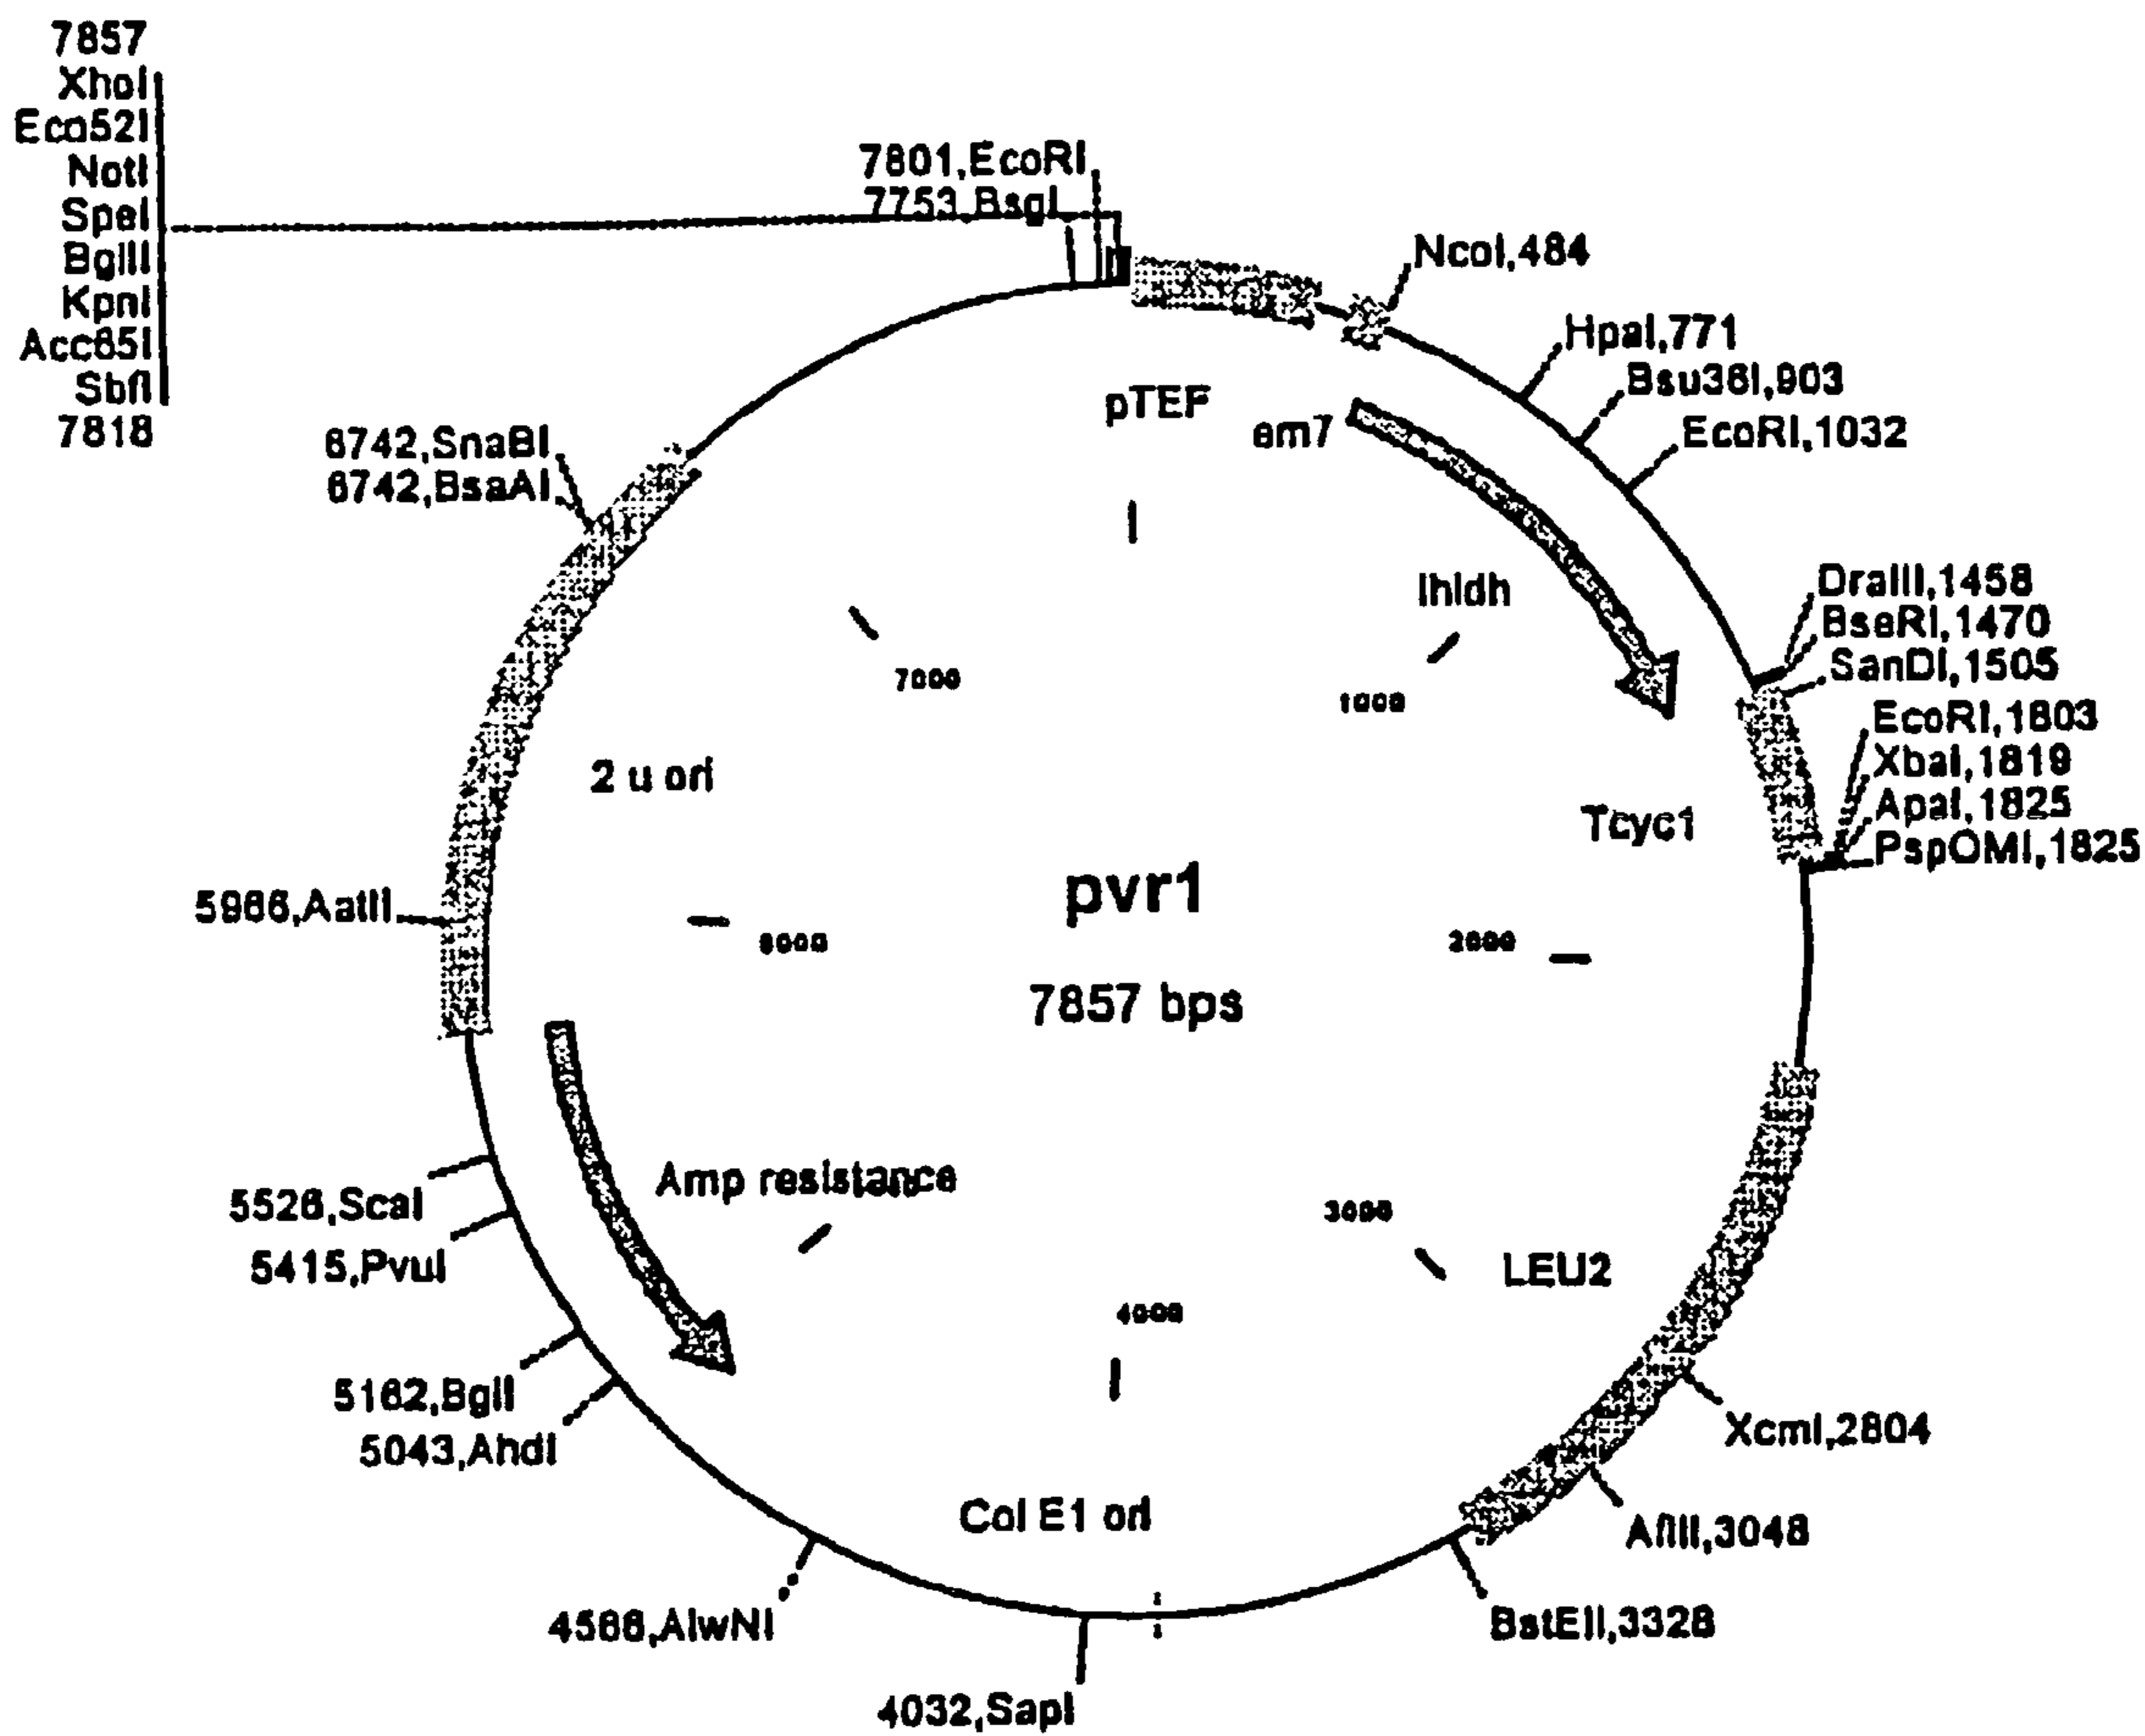 7857
XhoI
Eco52I
NotI
SpeI
BglII
KpnI
Acc65I
SbfI
7818
7801,EcoRI
7753,BsgI
NcoI,484
HpaI,771
Bsu36I,903
EcoRI,1032
pTEF
em7
6742,SnaBI
6742,BsaAI
lhldh
DraIII,1458
BseRI,1470
SanDI,1505
EcoRI,1803
XbaI,1819
ApaI,1825
PspOMI,1825
7000
1000
2 u ori
Tcyc1
pvr1
5986,AatII
6000
2000
7857 bps
Amp resistance
5526,ScaI
5415,PvuI
3000
LEU2
4000
5162,BglI
5043,AhdI
XcmI,2804
Col E1 ori
AflII,3048
4566,AlwNI
BstEII,3328
4032,SapI